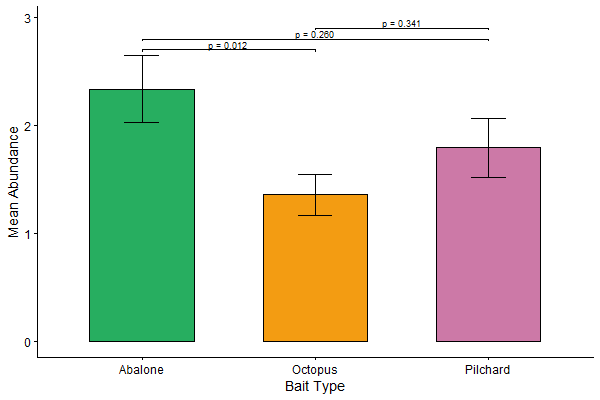 3
p = 0.341
p = 0.260
p = 0.012
2
1
0
Mean Abundance
Abalone Octopus Pilchard
Bait Type